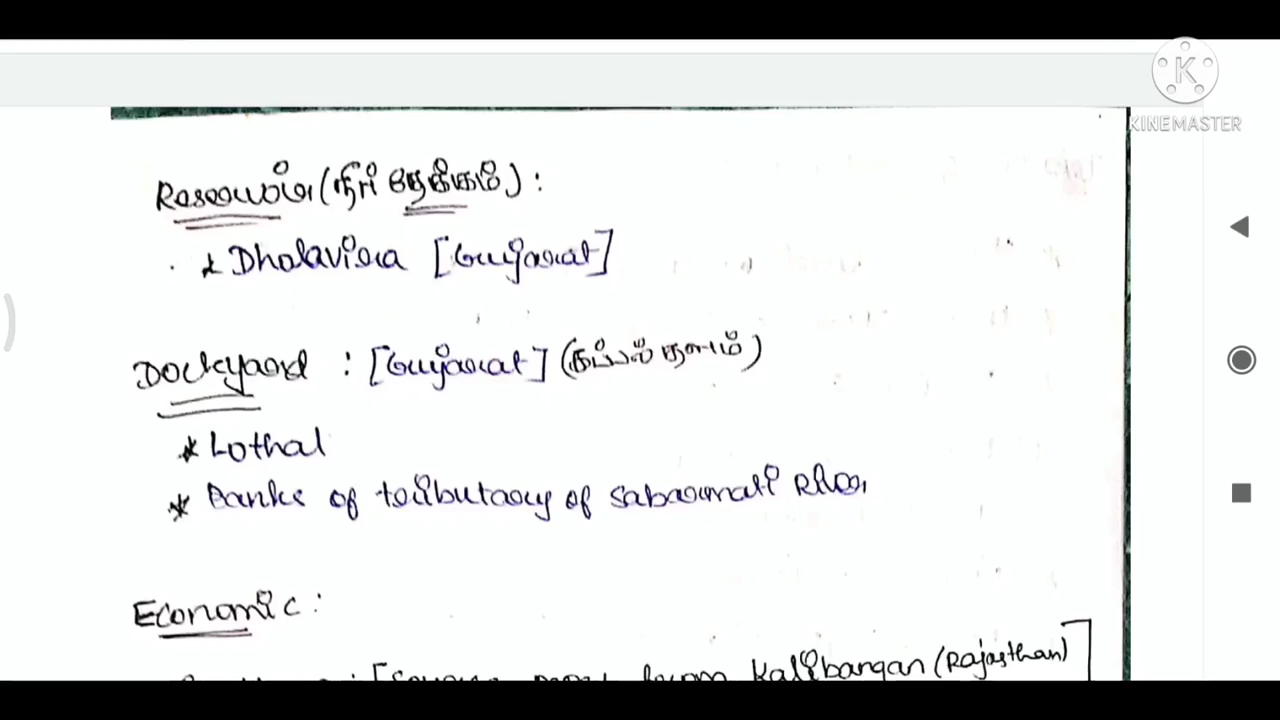 KINEMASTER
Reservoir (நீர் தேக்கம்) :
* Dholavira [Gujarat]
Dockyard : [Gujarat] (கப்பல் தளம்)
* Lothal
* Banks of tributary of Sabarmati River
Economic :
: [ from Kalibangan (Rajasthan) ]